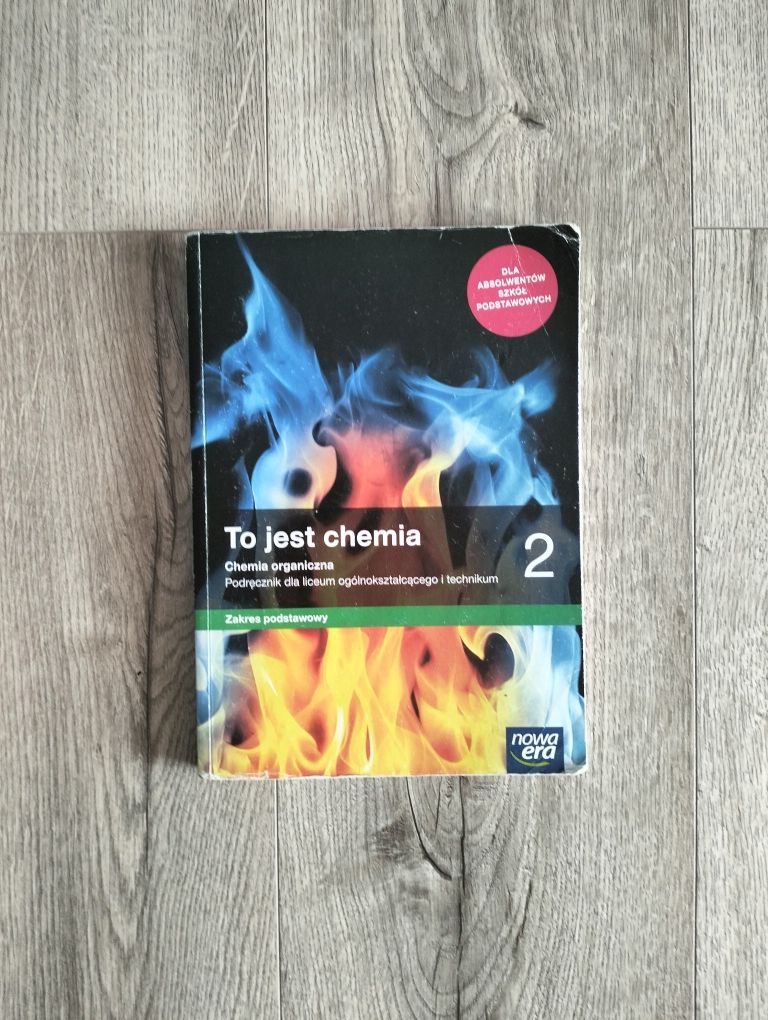 DLA
ABSOLWENTÓW
SZKÓŁ
PODSTAWOWYCH
To jest chemia
2
Chemia organiczna
Podręcznik dla liceum ogólnokształcącego i technikum
Zakres podstawowy
nowa
era